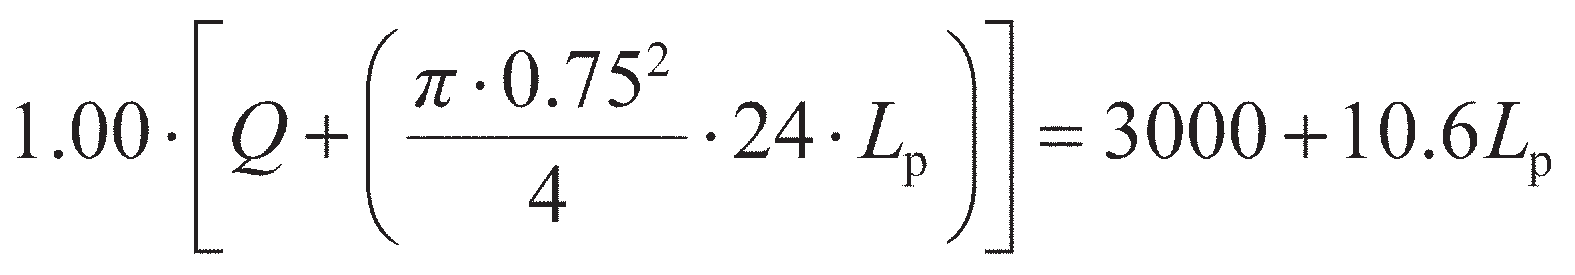 1.00 · [Q + (π · 0.75² / 4 · 24 · Lₚ)] = 3000 + 10.6Lₚ